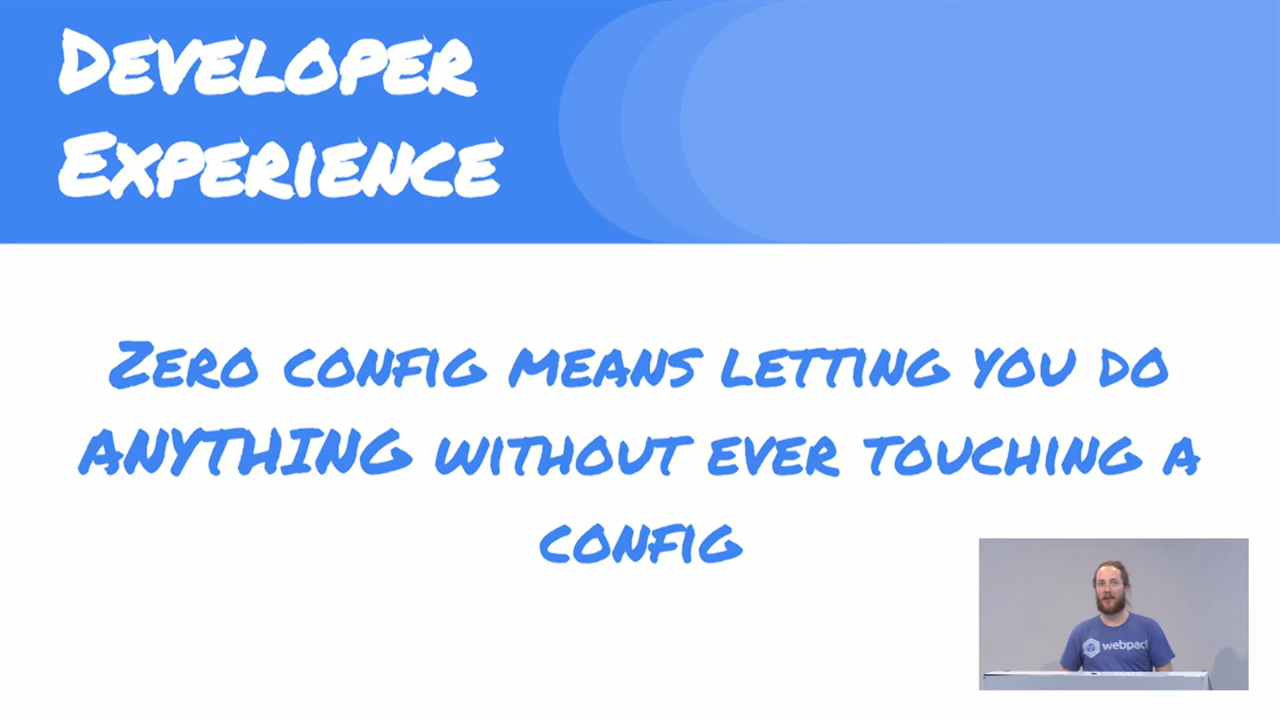 Developer
Experience
Zero config means letting you do
ANYTHING without ever touching a
config
webpack